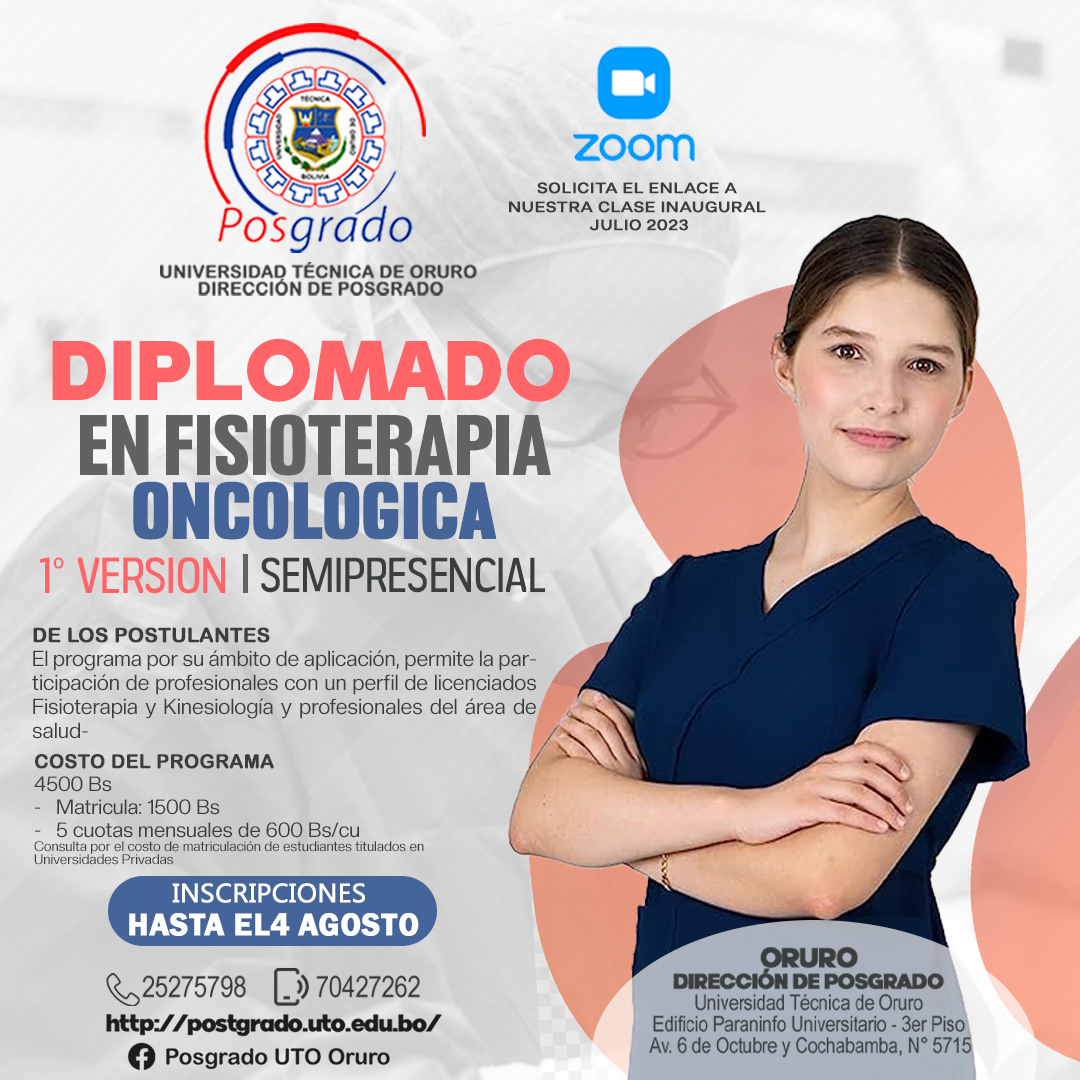 UNIVERSIDAD TÉCNICA DE ORURO
BOLIVIA
Posgrado
UNIVERSIDAD TÉCNICA DE ORURO
DIRECCIÓN DE POSGRADO
zoom
SOLICITA EL ENLACE A
NUESTRA CLASE INAUGURAL
JULIO 2023
DIPLOMADO
EN FISIOTERAPIA
ONCOLOGICA
1° VERSION | SEMIPRESENCIAL
DE LOS POSTULANTES
El programa por su ámbito de aplicación, permite la par-
ticipación de profesionales con un perfil de licenciados
Fisioterapia y Kinesiología y profesionales del área de
salud-
COSTO DEL PROGRAMA
4500 Bs
- Matricula: 1500 Bs
- 5 cuotas mensuales de 600 Bs/cu
Consulta por el costo de matriculación de estudiantes titulados en
Universidades Privadas
INSCRIPCIONES
HASTA EL4 AGOSTO
25275798 70427262
http://postgrado.uto.edu.bo/
Posgrado UTO Oruro
ORURO
DIRECCIÓN DE POSGRADO
Universidad Técnica de Oruro
Edificio Paraninfo Universitario - 3er Piso
Av. 6 de Octubre y Cochabamba, N° 5715